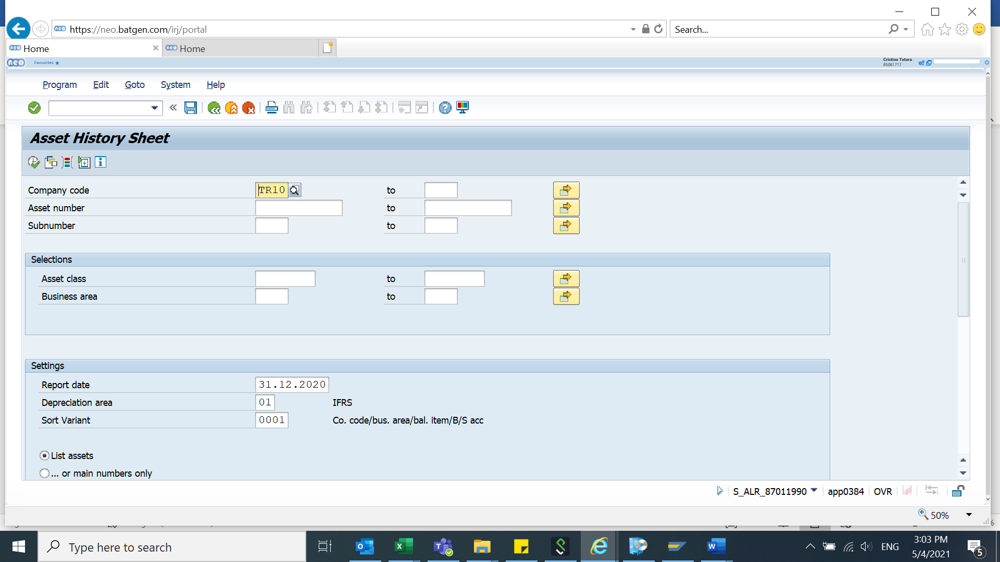 https://neo.batgen.com/irj/portal
Search...
neo Home
neo Home
neo Favourites: Cristina Tataru
85061717
Program Edit Goto System Help
Asset History Sheet
Company code TR10 to
Asset number to
Subnumber to
Selections
Asset class to
Business area to
Settings
Report date 31.12.2020
Depreciation area 01 IFRS
Sort Variant 0001 Co. code/bus. area/bal. item/B/S acc
List assets
... or main numbers only
S_ALR_87011990 app0384 OVR
50%
Type here to search
ENG
3:03 PM
5/4/2021
5